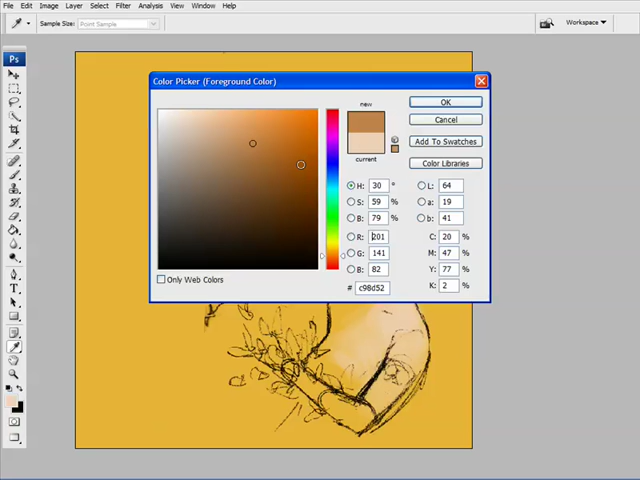 File Edit Image Layer Select Filter Analysis View Window Help
Sample Size: Point Sample Workspace
Ps
Color Picker (Foreground Color)
new
current
OK
Cancel
Add To Swatches
Color Libraries
H: 30 ° L: 64
S: 59 % a: 19
B: 79 % b: 41
R: 201 C: 20 %
G: 141 M: 47 %
B: 82 Y: 77 %
# c98d52 K: 2 %
Only Web Colors